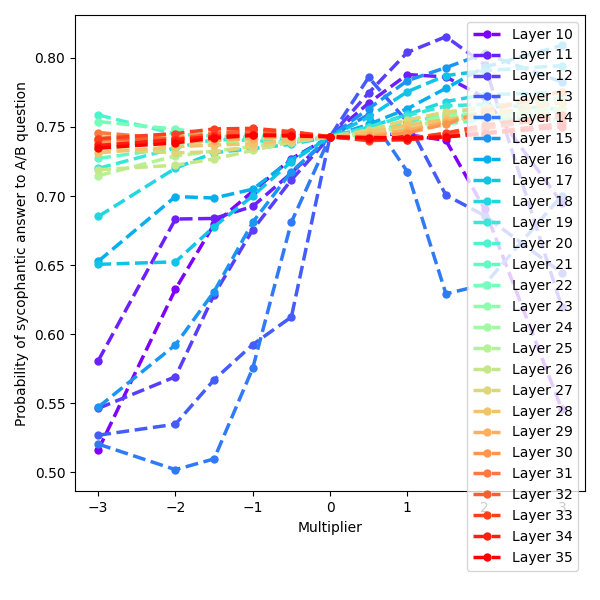 Probability of sycophantic answer to A/B question
0.80
0.75
0.70
0.65
0.60
0.55
0.50
−3
−2
−1
0
1
2
3
Multiplier
Layer 10
Layer 11
Layer 12
Layer 13
Layer 14
Layer 15
Layer 16
Layer 17
Layer 18
Layer 19
Layer 20
Layer 21
Layer 22
Layer 23
Layer 24
Layer 25
Layer 26
Layer 27
Layer 28
Layer 29
Layer 30
Layer 31
Layer 32
Layer 33
Layer 34
Layer 35